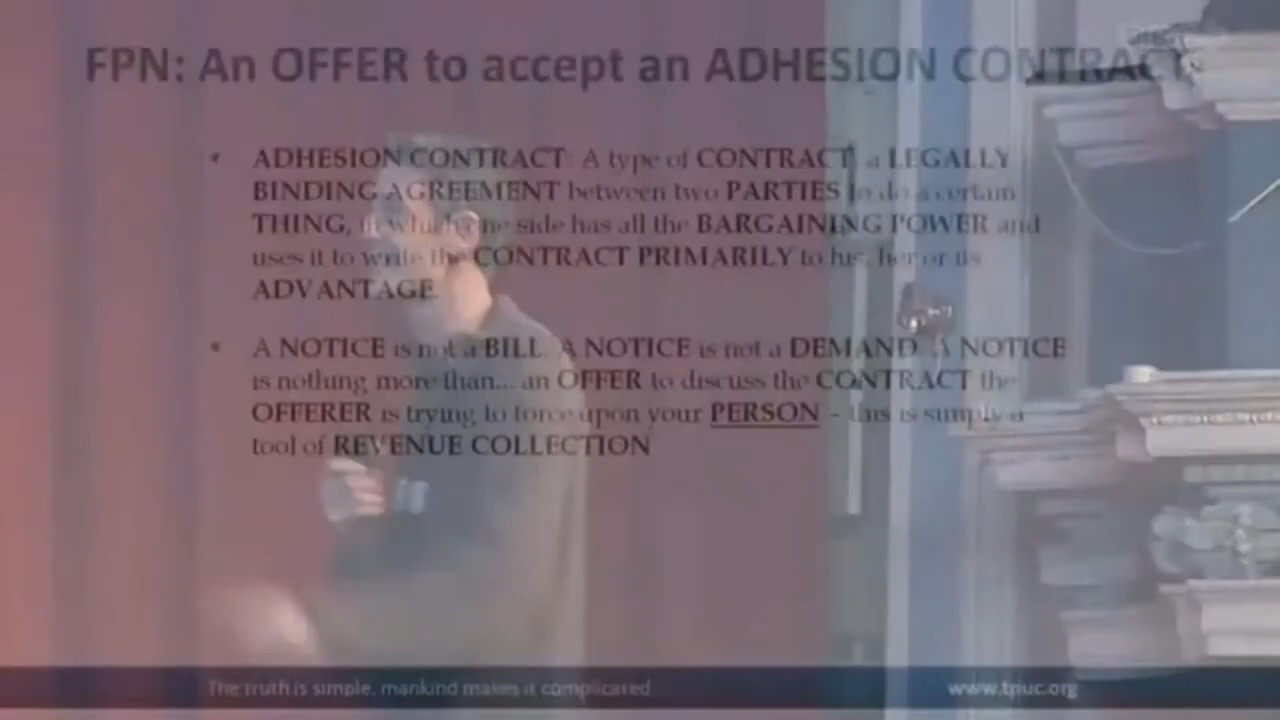 FPN: An OFFER to accept an ADHESION CONTRACT
• ADHESION CONTRACT: A type of CONTRACT, a LEGALLY
BINDING AGREEMENT between two PARTIES to do a certain
THING, in which one side has all the BARGAINING POWER and
uses it to write the CONTRACT PRIMARILY to his, her or its
ADVANTAGE.
• A NOTICE is not a BILL. A NOTICE is not a DEMAND. A NOTICE
is nothing more than... an OFFER to discuss the CONTRACT the
OFFERER is trying to force upon your PERSON – this is simply a
tool of REVENUE COLLECTION
The truth is simple, mankind makes it complicated
www.tpuc.org